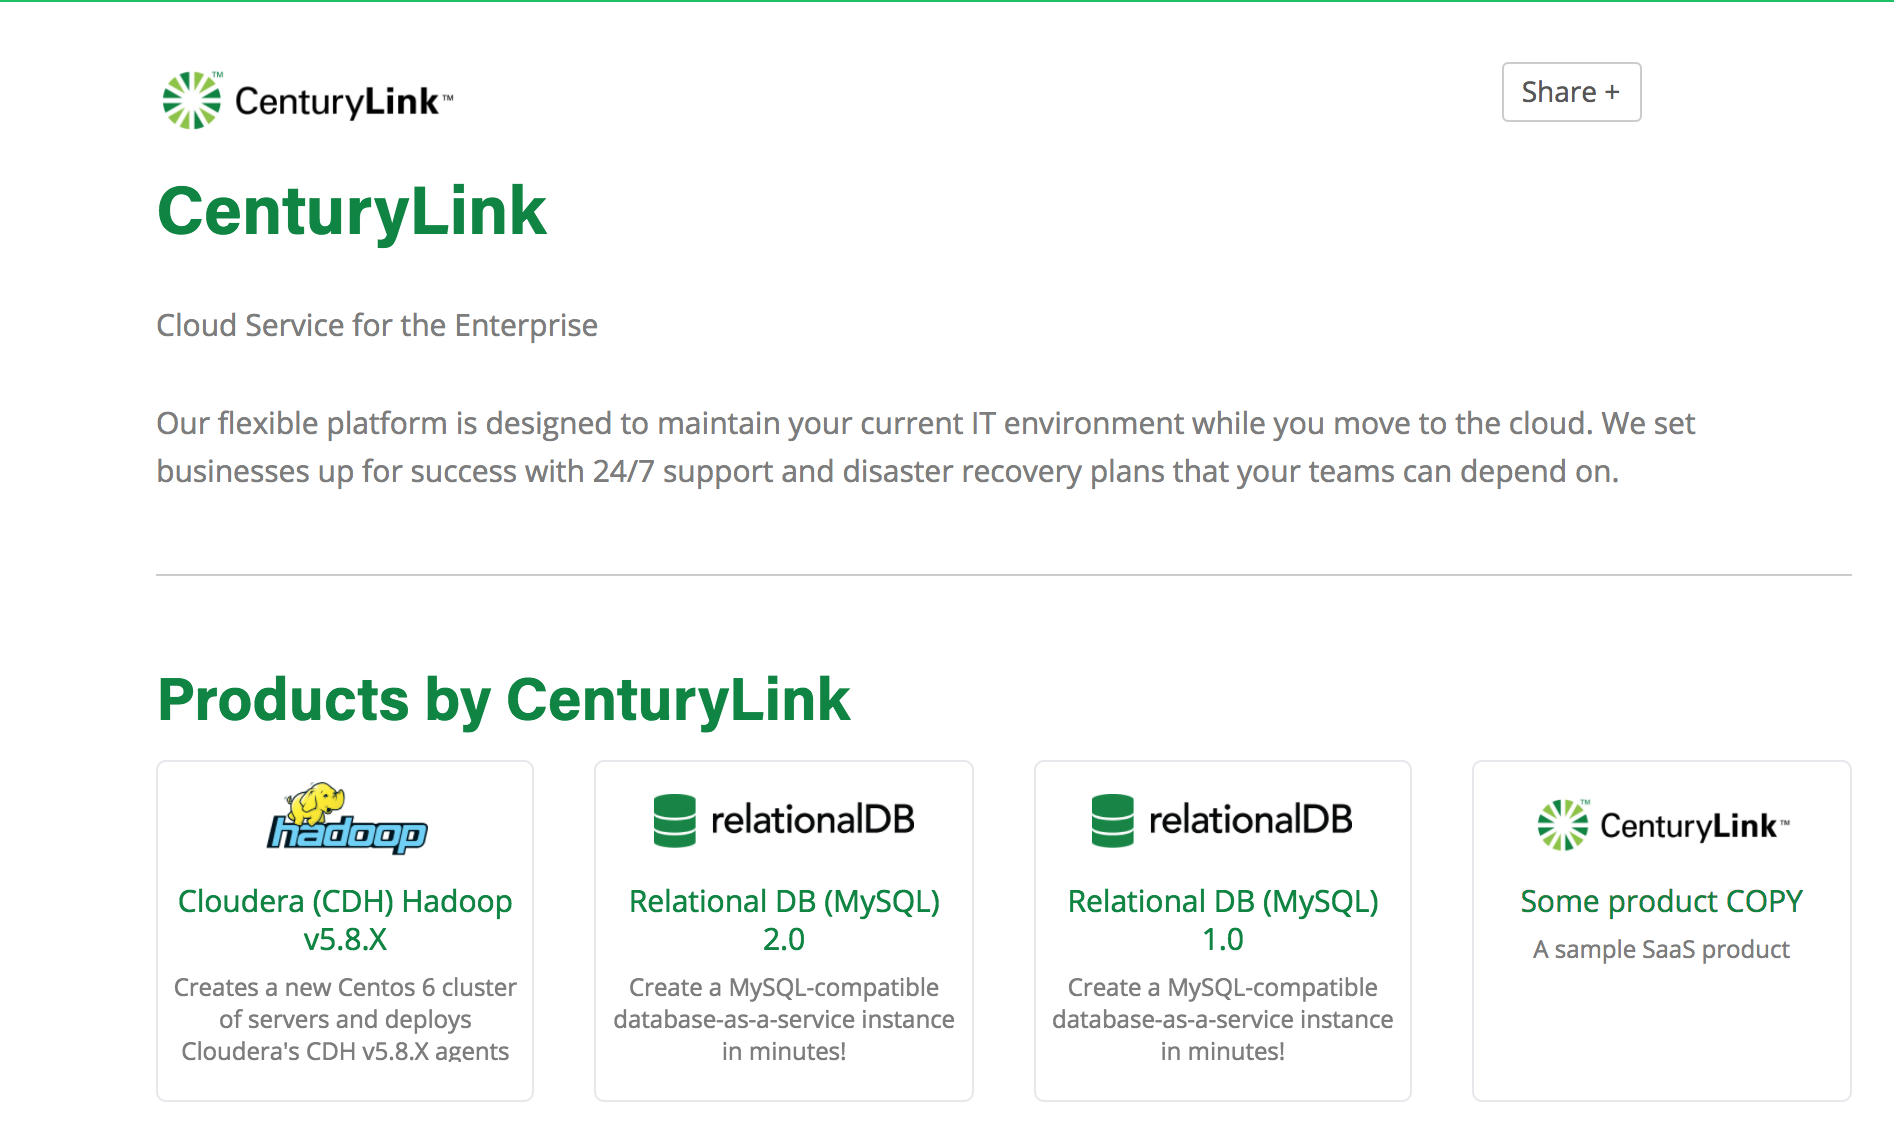 CenturyLink™
Share +
CenturyLink
Cloud Service for the Enterprise
Our flexible platform is designed to maintain your current IT environment while you move to the cloud. We set
businesses up for success with 24/7 support and disaster recovery plans that your teams can depend on.
Products by CenturyLink
hadoop
Cloudera (CDH) Hadoop
v5.8.X
Creates a new Centos 6 cluster
of servers and deploys
Cloudera's CDH v5.8.X agents
relationalDB
Relational DB (MySQL)
2.0
Create a MySQL-compatible
database-as-a-service instance
in minutes!
relationalDB
Relational DB (MySQL)
1.0
Create a MySQL-compatible
database-as-a-service instance
in minutes!
CenturyLink™
Some product COPY
A sample SaaS product